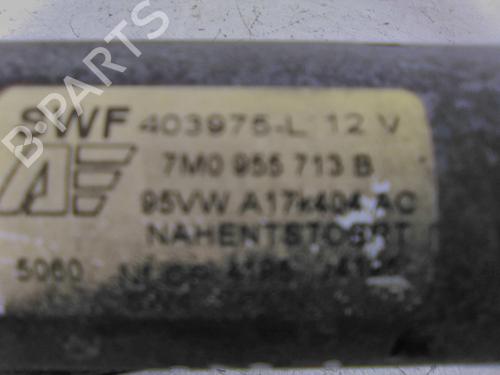 B-PARTS
SWF 403975-L 12 V
7M0 955 713 B
95VW A17K404 AC
NAHENTSTOERT
5060